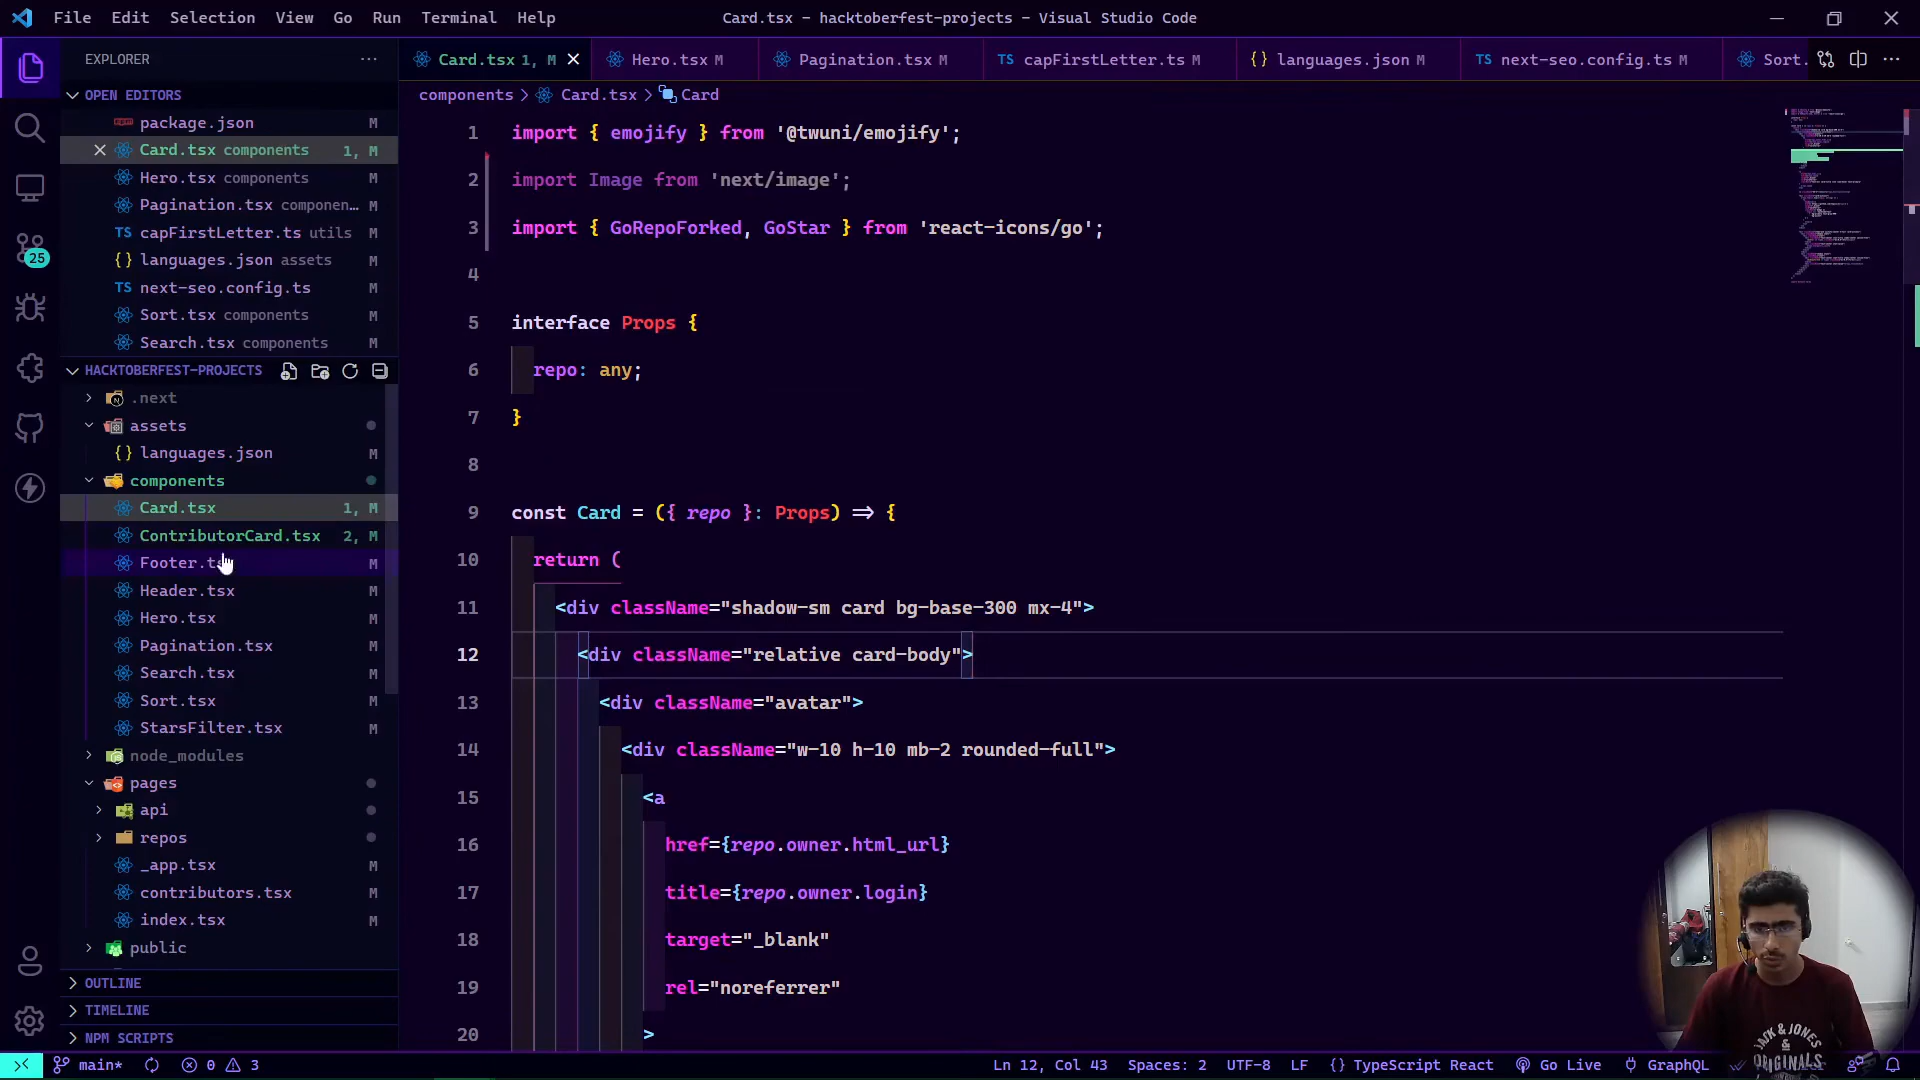 File Edit Selection View Go Run Terminal Help
Card.tsx - hacktoberfest-projects - Visual Studio Code
EXPLORER
OPEN EDITORS
package.json M
Card.tsx components 1, M
Hero.tsx components M
Pagination.tsx componen... M
capFirstLetter.ts utils M
languages.json assets M
next-seo.config.ts M
Sort.tsx components M
Search.tsx components M
HACKTOBERFEST-PROJECTS
.next
assets
languages.json M
components
Card.tsx 1, M
ContributorCard.tsx 2, M
Footer.ts M
Header.tsx M
Hero.tsx M
Pagination.tsx M
Search.tsx M
Sort.tsx M
StarsFilter.tsx M
node_modules
pages
api
repos
_app.tsx M
contributors.tsx M
index.tsx M
public
OUTLINE
TIMELINE
NPM SCRIPTS
25
Card.tsx 1, M Hero.tsx M Pagination.tsx M TS capFirstLetter.ts M {} languages.json M TS next-seo.config.ts M Sort.
components > Card.tsx > Card
1 import { emojify } from '@twuni/emojify';
2 import Image from 'next/image';
3 import { GoRepoForked, GoStar } from 'react-icons/go';
4
5 interface Props {
6 repo: any;
7 }
8
9 const Card = ({ repo }: Props) => {
10 return (
11 <div className="shadow-sm card bg-base-300 mx-4">
12 <div className="relative card-body">
13 <div className="avatar">
14 <div className="w-10 h-10 mb-2 rounded-full">
15 <a
16 href={repo.owner.html_url}
17 title={repo.owner.login}
18 target="_blank"
19 rel="noreferrer"
20 >
JACK & JONES
ORIGINALS
main* 0 3
Ln 12, Col 43 Spaces: 2 UTF-8 LF {} TypeScript React Go Live GraphQL